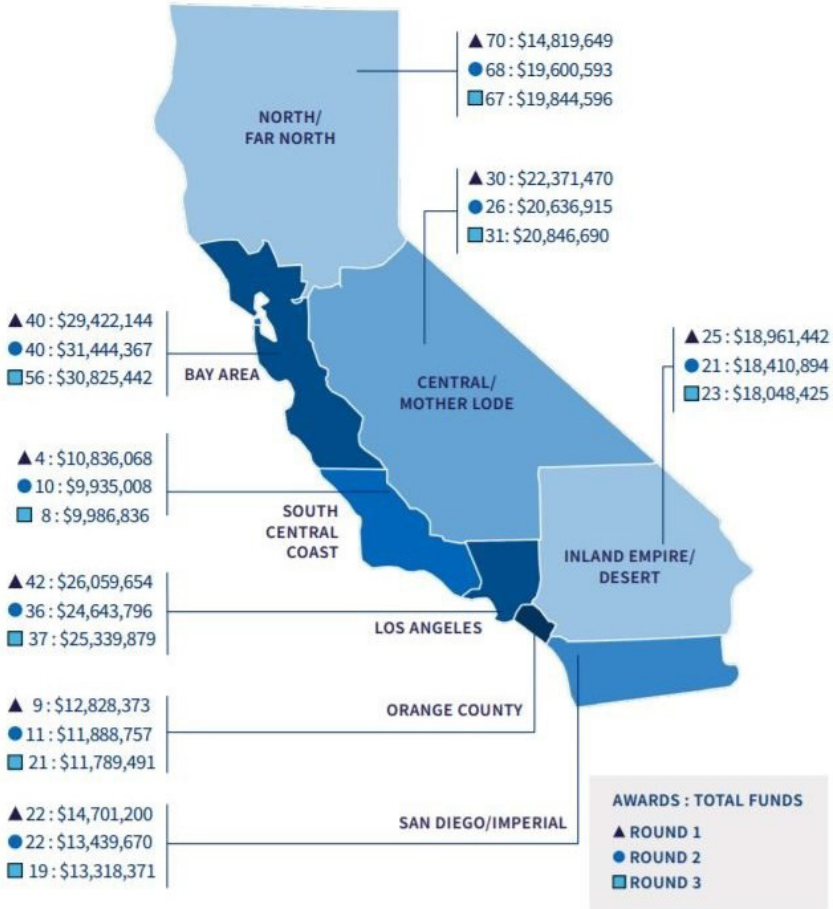 ▲ 70 : $14,819,649
● 68 : $19,600,593
■ 67 : $19,844,596
NORTH/
FAR NORTH
▲ 30 : $22,371,470
● 26 : $20,636,915
■ 31: $20,846,690
▲ 40 : $29,422,144
● 40 : $31,444,367
■ 56 : $30,825,442
BAY AREA
CENTRAL/
MOTHER LODE
▲ 25 : $18,961,442
● 21 : $18,410,894
■ 23 : $18,048,425
▲ 4 : $10,836,068
● 10 : $9,935,008
■ 8 : $9,986,836
SOUTH
CENTRAL
COAST
INLAND EMPIRE/
DESERT
▲ 42 : $26,059,654
● 36 : $24,643,796
■ 37 : $25,339,879
LOS ANGELES
▲ 9 : $12,828,373
● 11 : $11,888,757
■ 21 : $11,789,491
ORANGE COUNTY
▲ 22 : $14,701,200
● 22 : $13,439,670
■ 19 : $13,318,371
SAN DIEGO/IMPERIAL
AWARDS : TOTAL FUNDS
▲ ROUND 1
● ROUND 2
■ ROUND 3